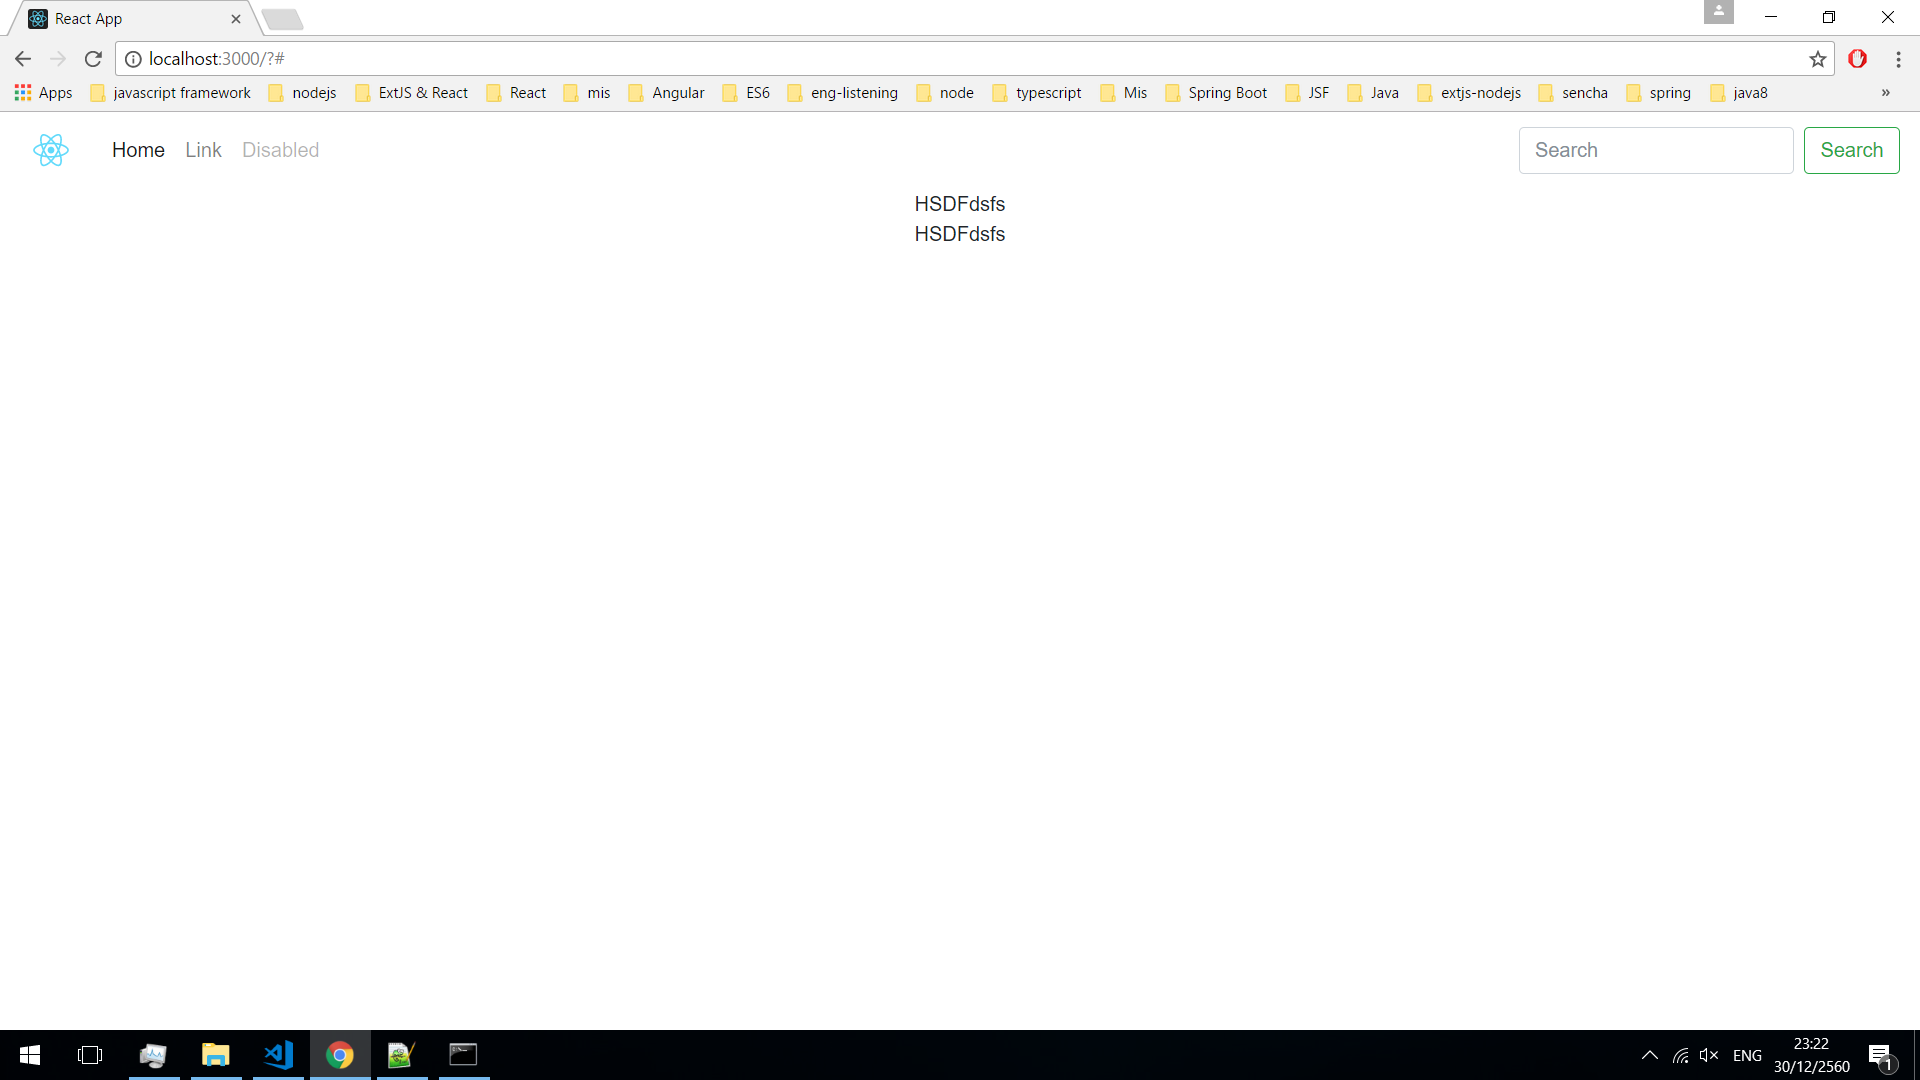 React App
localhost:3000/?#
Apps javascript framework nodejs ExtJS & React React mis Angular ES6 eng-listening node typescript Mis Spring Boot JSF Java extjs-nodejs sencha spring java8 »
Home Link Disabled Search Search
HSDFdsfs
HSDFdsfs
ENG
23:22
30/12/2560
1